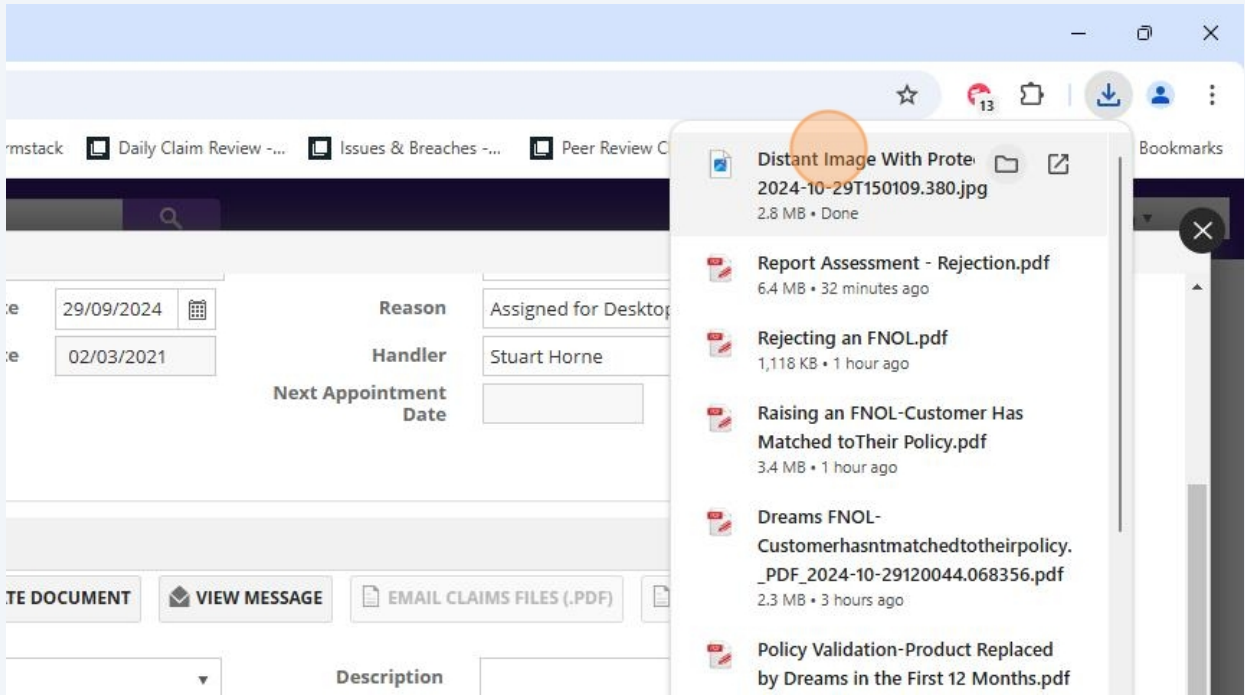 13
rmstack
Daily Claim Review -...
Issues & Breaches -...
Peer Review C
Bookmarks
Distant Image With Prote
2024-10-29T150109.380.jpg
2.8 MB • Done
Report Assessment - Rejection.pdf
6.4 MB • 32 minutes ago
Rejecting an FNOL.pdf
1,118 KB • 1 hour ago
Raising an FNOL-Customer Has
Matched toTheir Policy.pdf
3.4 MB • 1 hour ago
Dreams FNOL-
Customerhasntmatchedtotheirpolicy.
_PDF_2024-10-29120044.068356.pdf
2.3 MB • 3 hours ago
Policy Validation-Product Replaced
by Dreams in the First 12 Months.pdf
te 29/09/2024 Reason Assigned for Desktop
te 02/03/2021 Handler Stuart Horne
Next Appointment
Date
TE DOCUMENT VIEW MESSAGE EMAIL CLAIMS FILES (.PDF)
Description